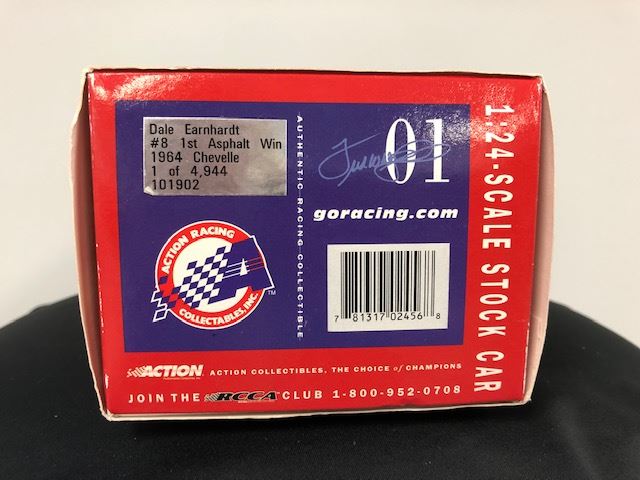 Dale Earnhardt
#8 1st Asphalt Win
1964 Chevelle
1 of 4,944
101902
AUTHENTIC RACING COLLECTIBLE
01
goracing.com
ACTION RACING
COLLECTABLES, INC.
TM
7 81317 02456 8
1:24-SCALE STOCK CAR
ACTION ACTION COLLECTIBLES, THE CHOICE of CHAMPIONS
JOIN THE RCCA CLUB 1-800-952-0708